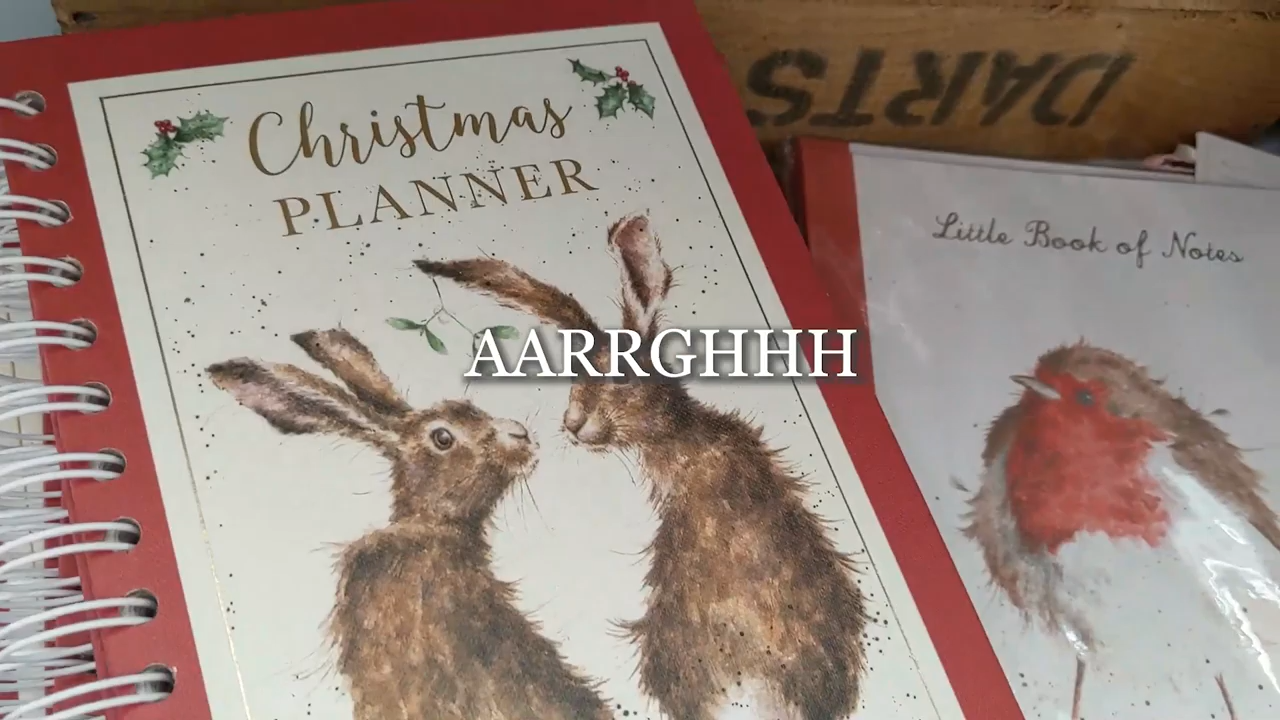 Christmas
PLANNER
DARTS
Little Book of Notes
AARRGHHH